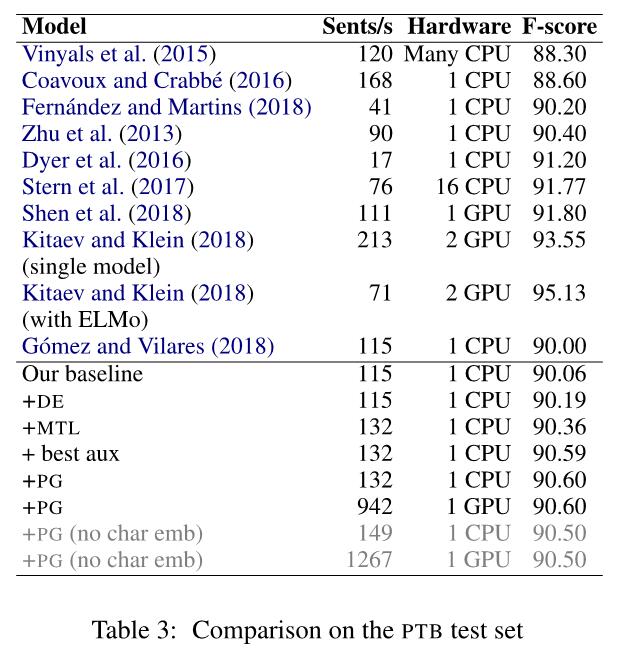 Model Sents/s Hardware F-score
Vinyals et al. (2015) 120 Many CPU 88.30
Coavoux and Crabbé (2016) 168 1 CPU 88.60
Fernández and Martins (2018) 41 1 CPU 90.20
Zhu et al. (2013) 90 1 CPU 90.40
Dyer et al. (2016) 17 1 CPU 91.20
Stern et al. (2017) 76 16 CPU 91.77
Shen et al. (2018) 111 1 GPU 91.80
Kitaev and Klein (2018) 213 2 GPU 93.55
(single model)
Kitaev and Klein (2018) 71 2 GPU 95.13
(with ELMo)
Gómez and Vilares (2018) 115 1 CPU 90.00
Our baseline 115 1 CPU 90.06
+DE 115 1 CPU 90.19
+MTL 132 1 CPU 90.36
+ best aux 132 1 CPU 90.59
+PG 132 1 CPU 90.60
+PG 942 1 GPU 90.60
+PG (no char emb) 149 1 CPU 90.50
+PG (no char emb) 1267 1 GPU 90.50
Table 3: Comparison on the PTB test set